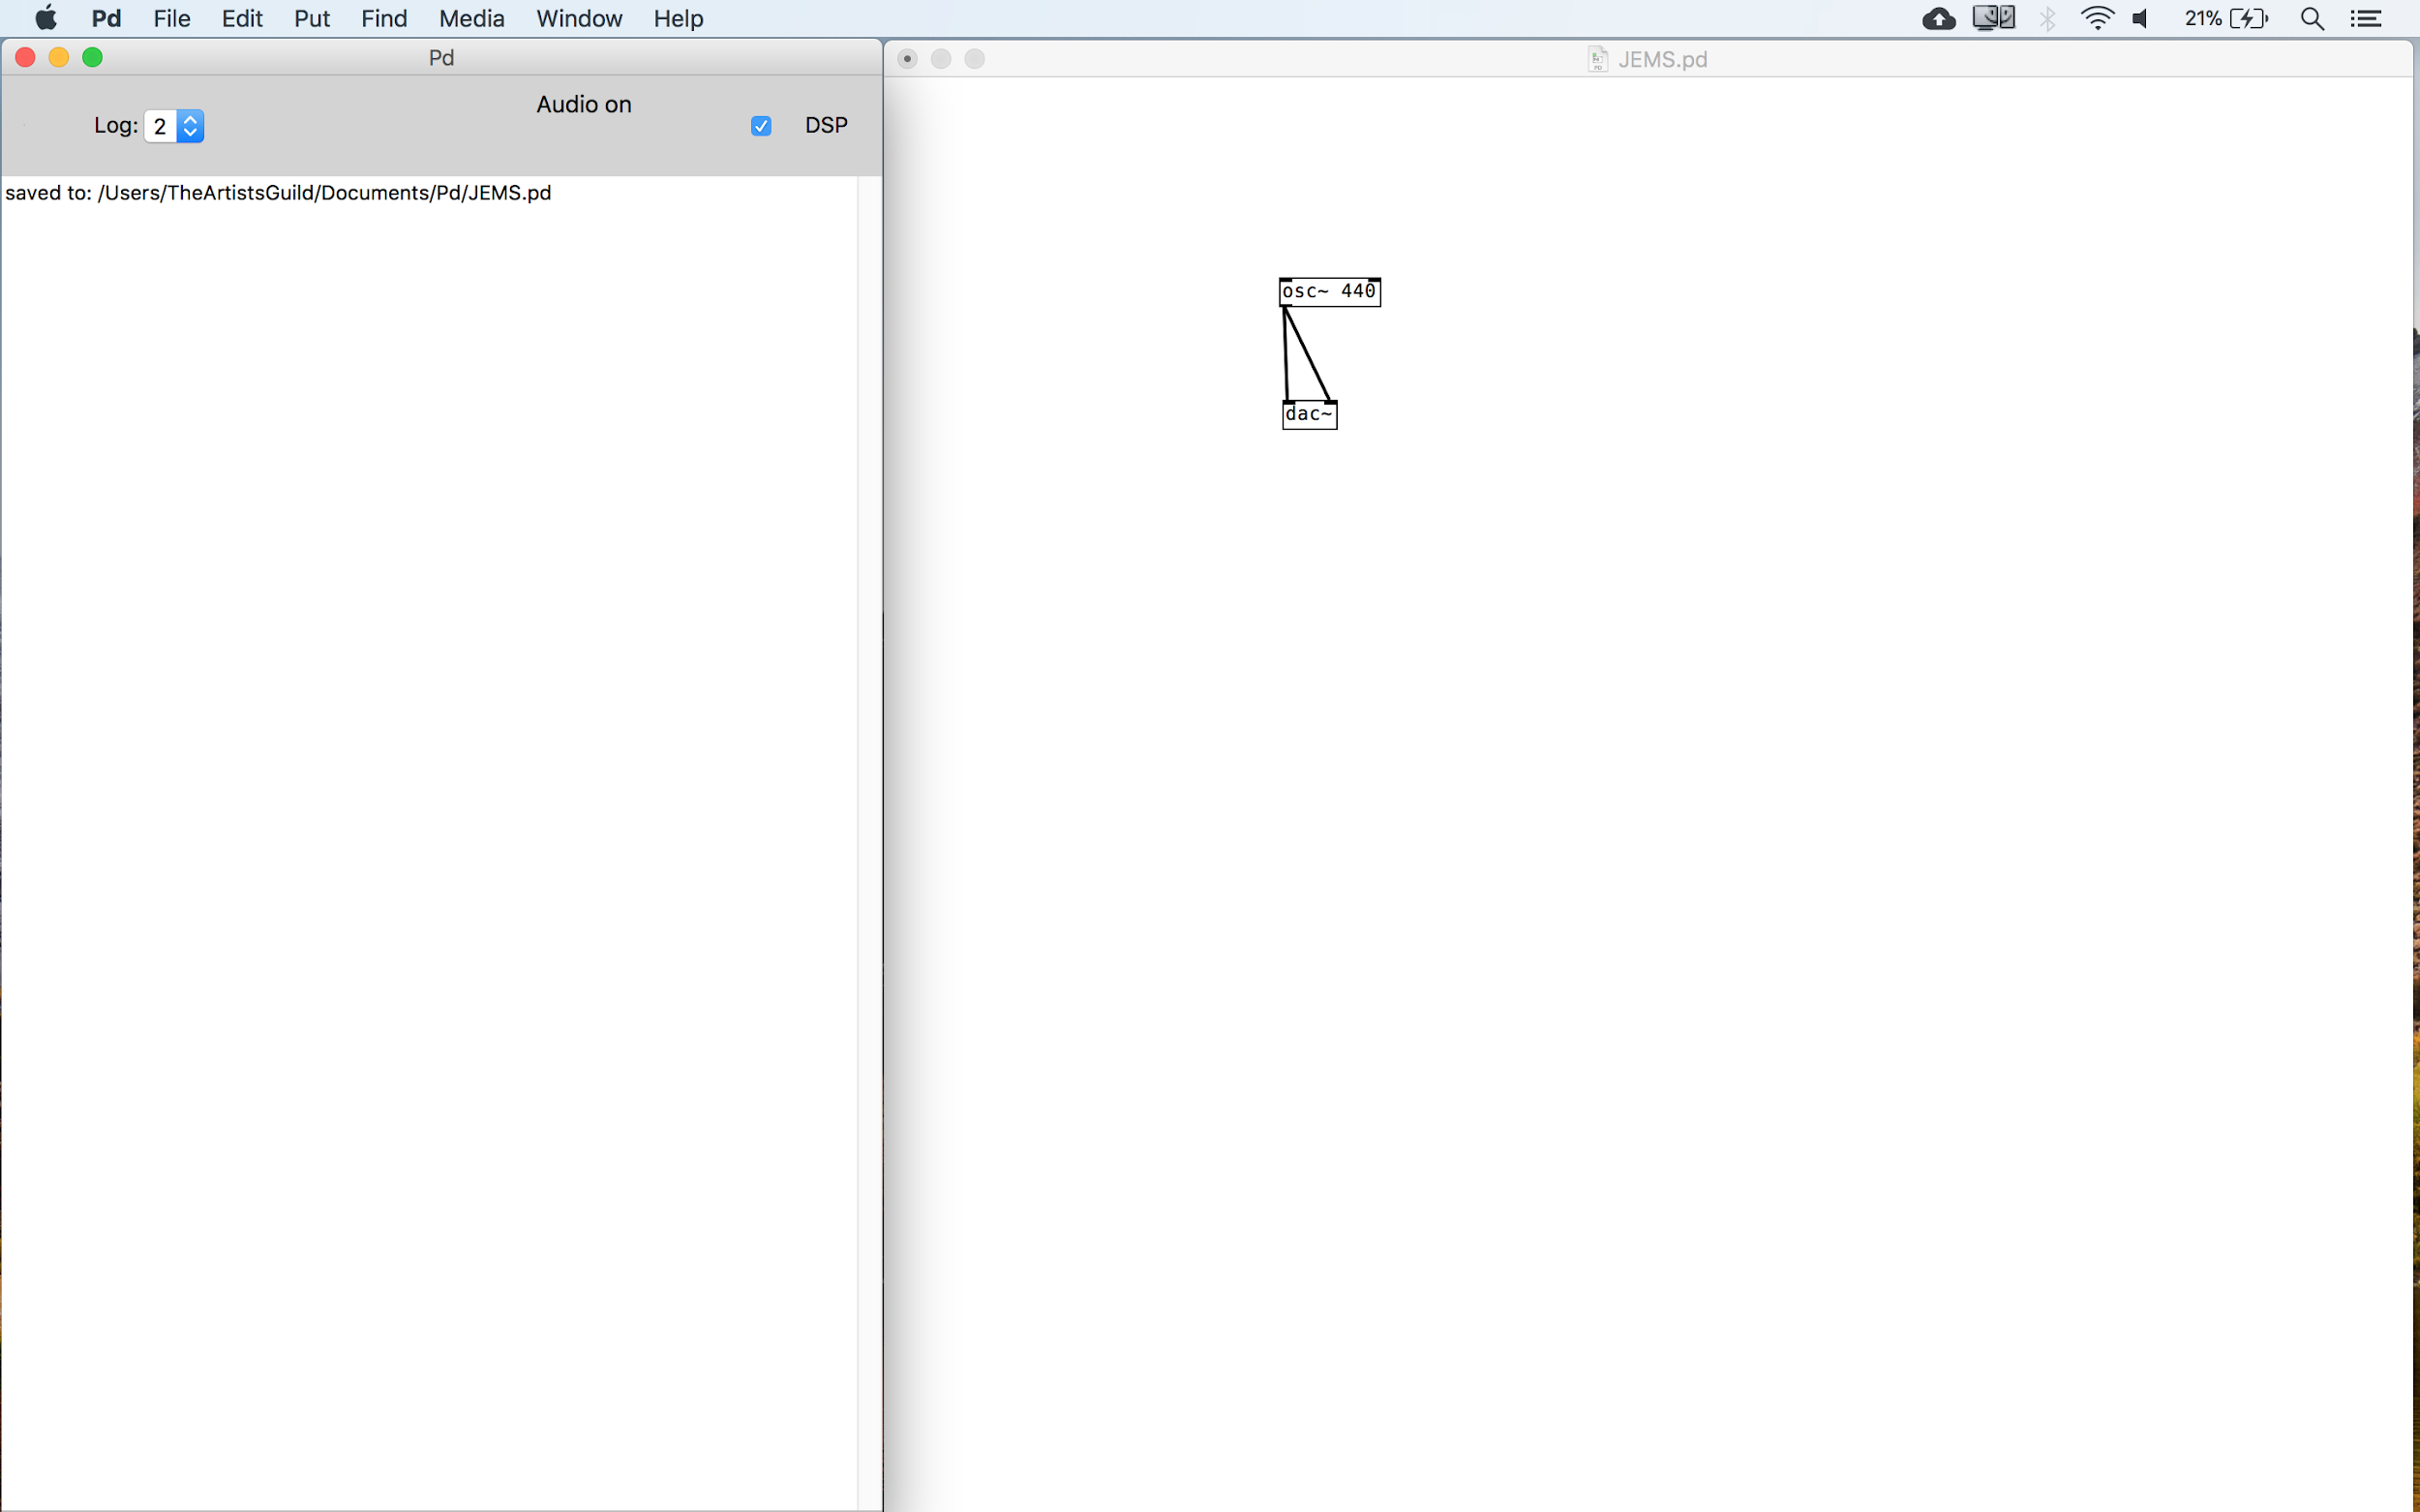 Pd File Edit Put Find Media Window Help 21%
Pd
JEMS.pd
Audio on
Log: 2 DSP
saved to: /Users/TheArtistsGuild/Documents/Pd/JEMS.pd
osc~ 440
dac~